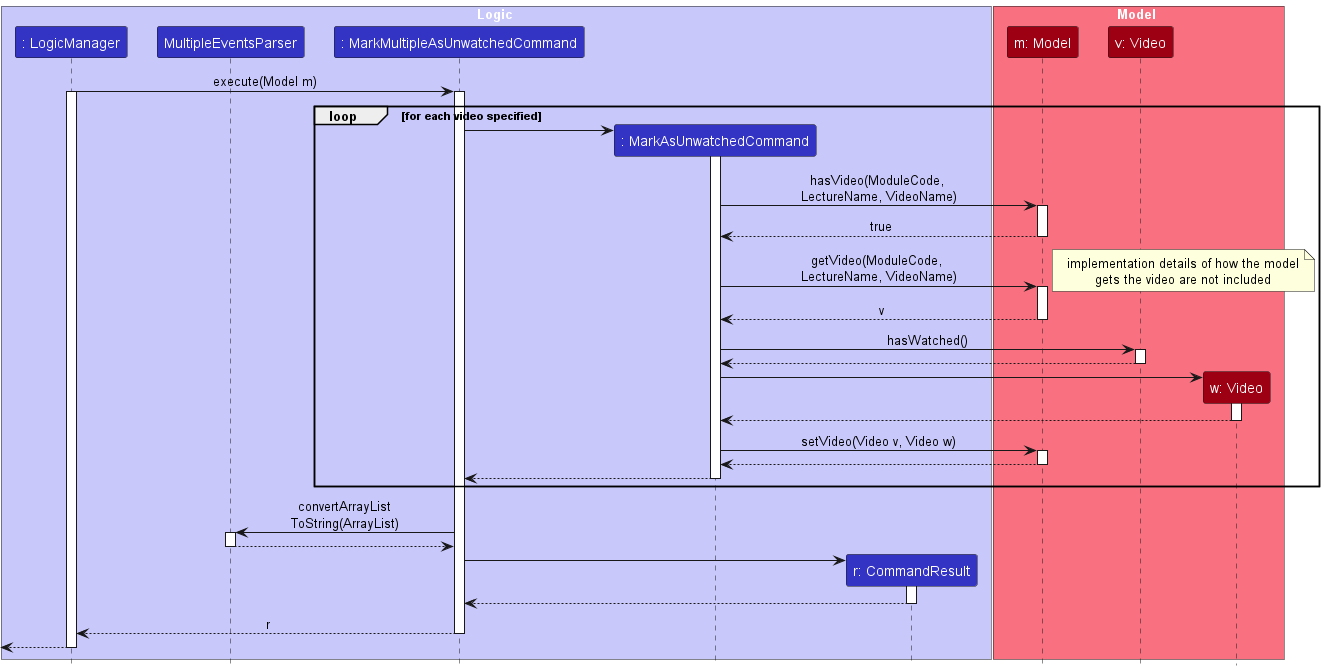 Logic
Model
: LogicManager
MultipleEventsParser
: MarkMultipleAsUnwatchedCommand
m: Model
v: Video
execute(Model m)
loop
[for each video specified]
: MarkAsUnwatchedCommand
hasVideo(ModuleCode,
LectureName, VideoName)
true
getVideo(ModuleCode,
LectureName, VideoName)
implementation details of how the model
gets the video are not included
v
hasWatched()
w: Video
setVideo(Video v, Video w)
convertArrayList
ToString(ArrayList)
r: CommandResult
r